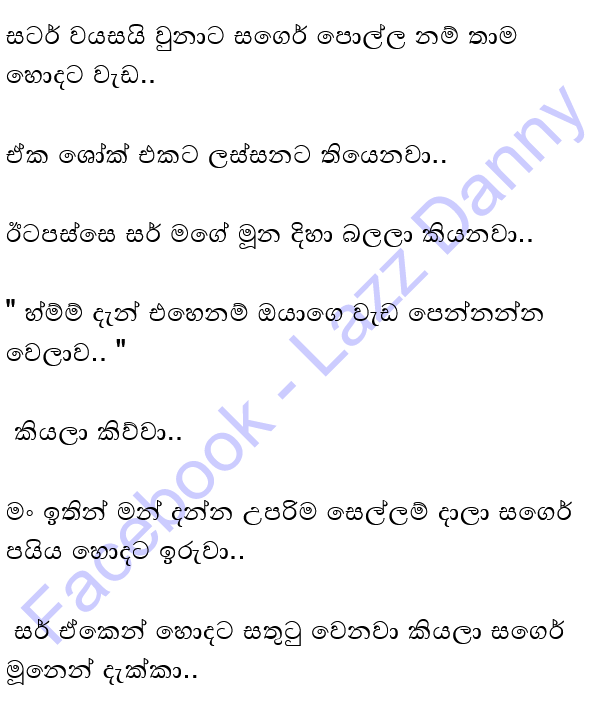 සටර් වයසයි වුනාට සගෙර් පොල්ල නම් තාම
හොදට වැඩ..
ඒක ශෝක් එකට ලස්සනට තියෙනවා..
ඊටපස්සෙ සර් මගේ මූන දිහා බලලා කියනවා..
" හ්ම්ම් දැන් එහෙනම් ඔයාගෙ වැඩ පෙන්නන්න
වෙලාව.. "
කියලා කිව්වා..
මං ඉතින් මන් දන්න උපරිම සෙල්ලම් දාලා සගෙර්
පයිය හොදට ඉරුවා..
සර් ඒකෙන් හොදට සතුටු වෙනවා කියලා සගෙර්
මූනෙන් දැක්කා..
Facebook - Lazz Danny